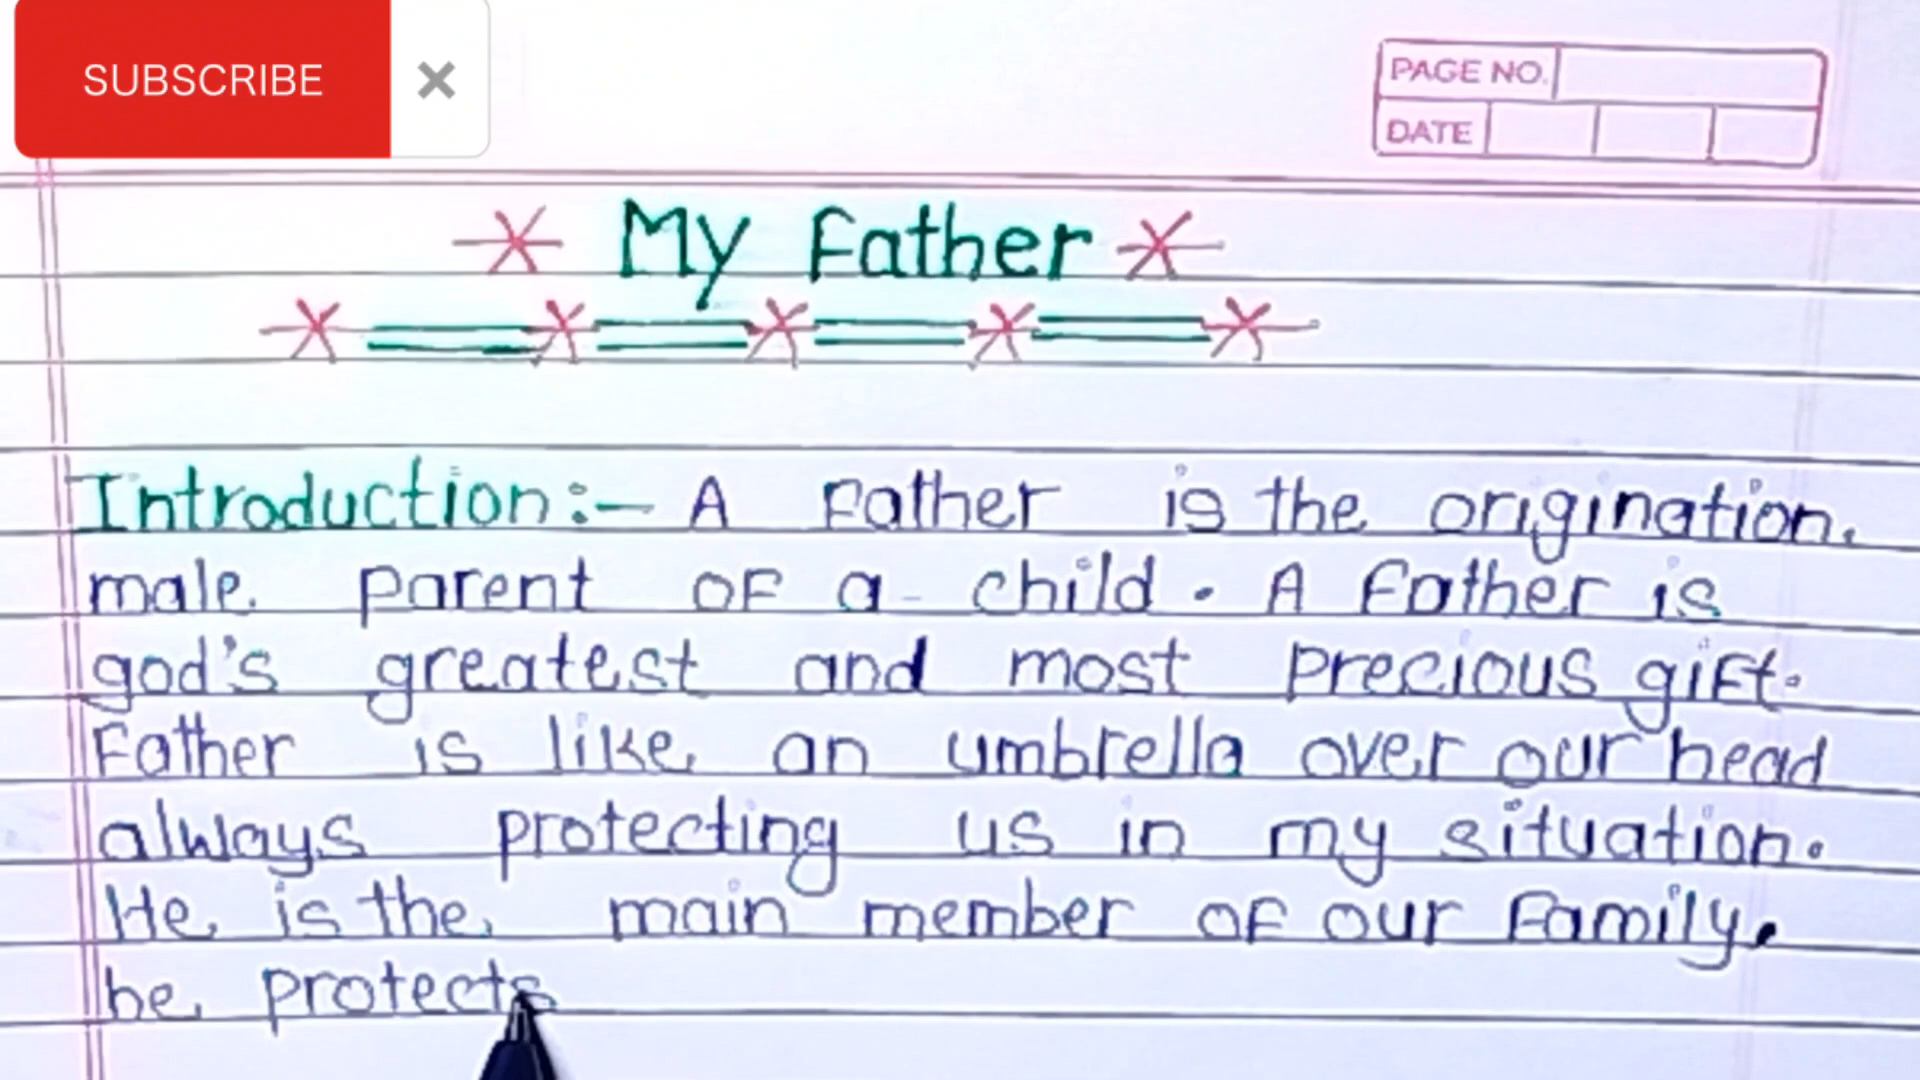 SUBSCRIBE ×
PAGE NO.
DATE
My Father
Introduction:- A Father is the origination.
male parent of a child. A Father is
god's greatest and most precious gift.
Father is like an umbrella over our head
always protecting us in my situation.
He is the main member of our Family.
he protects